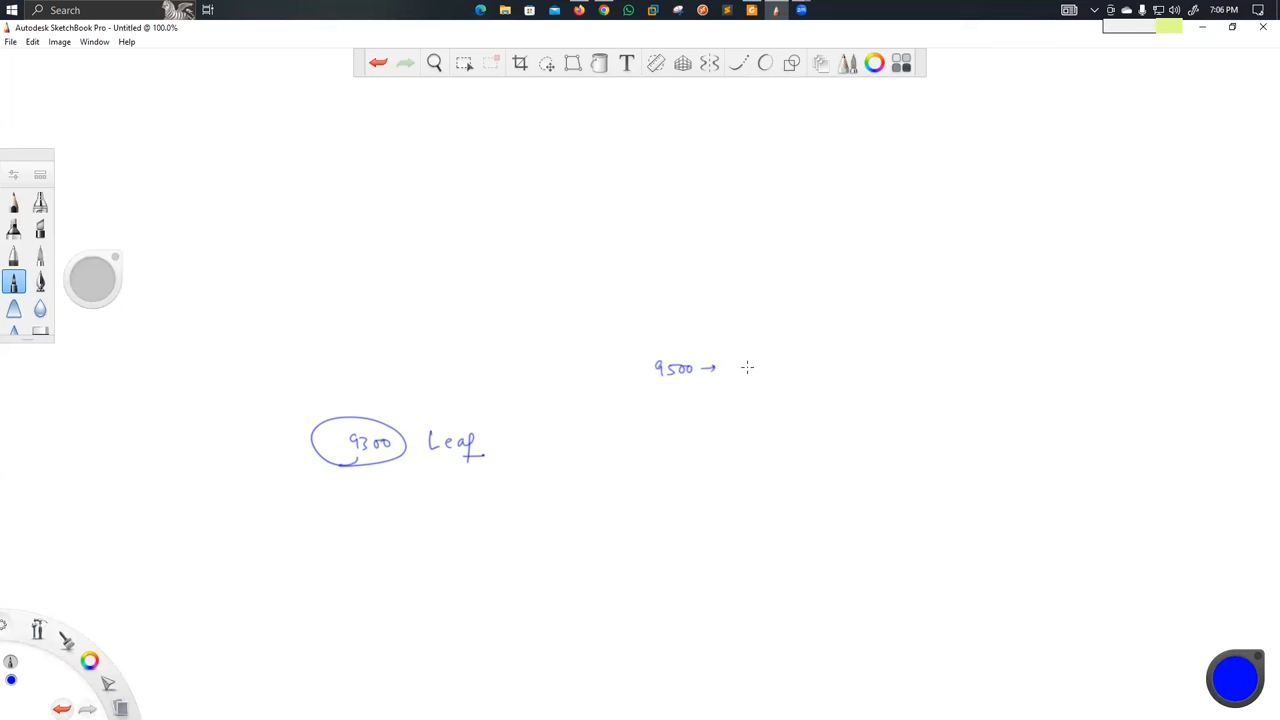 Search
7:06 PM
Autodesk SketchBook Pro - Untitled @ 100.0%
File Edit Image Window Help
9500 →
9300 Leaf